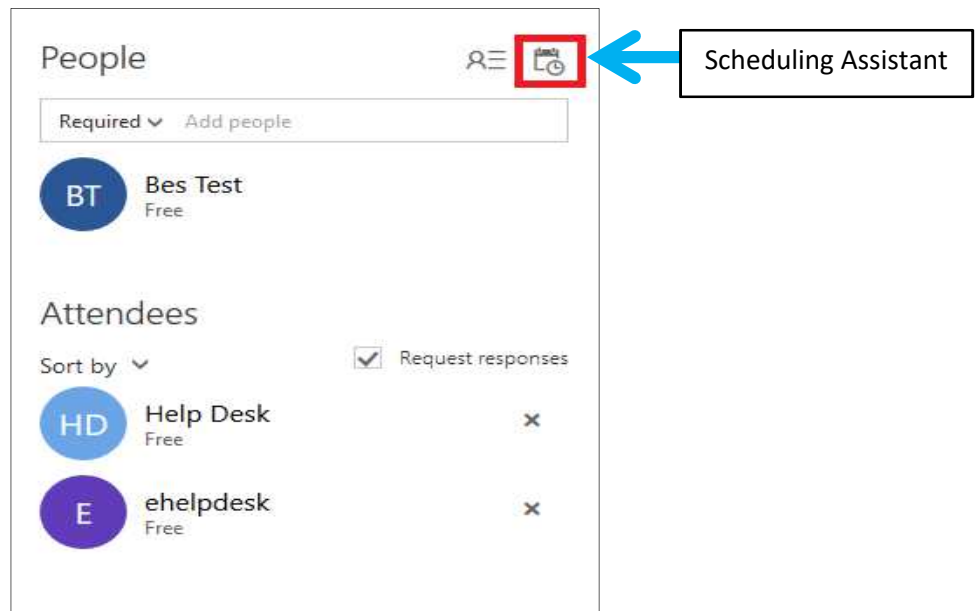 People
Scheduling Assistant
Required Add people
BT
Bes Test
Free
Attendees
Sort by
Request responses
HD
Help Desk
Free
E
ehelpdesk
Free